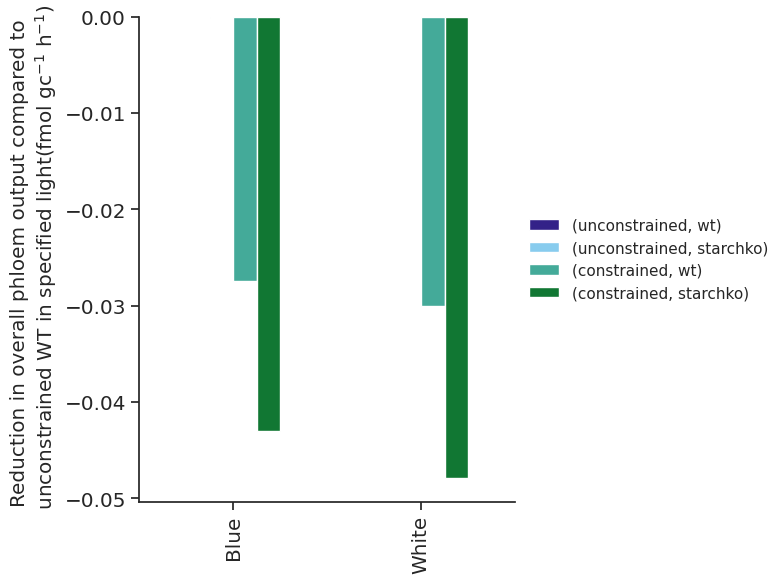 Reduction in overall phloem output compared to
unconstrained WT in specified light(fmol gc⁻¹ h⁻¹)
0.00
−0.01
−0.02
−0.03
−0.04
−0.05
Blue
White
(unconstrained, wt)
(unconstrained, starchko)
(constrained, wt)
(constrained, starchko)